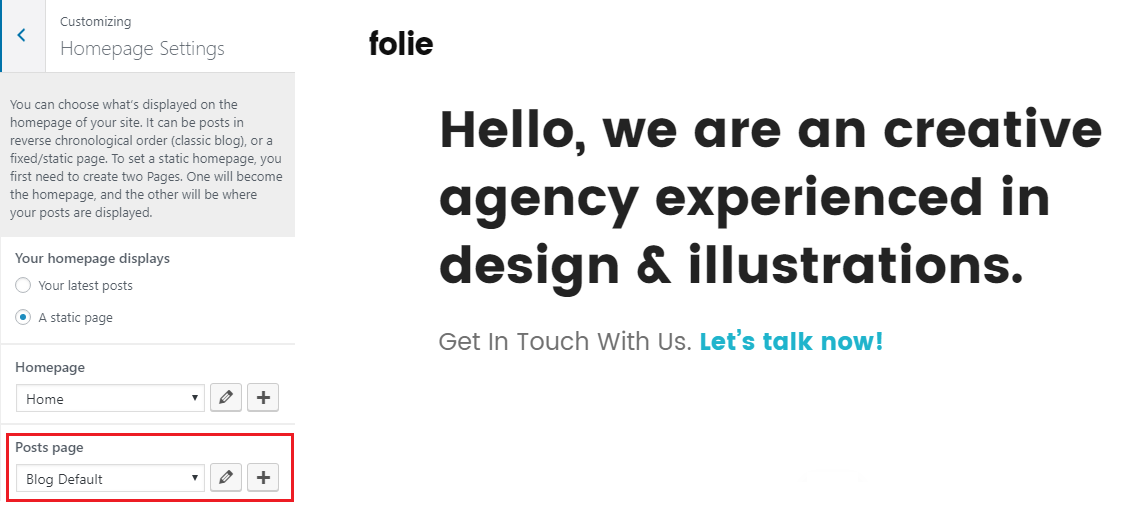 Customizing
Homepage Settings
You can choose what's displayed on the
homepage of your site. It can be posts in
reverse chronological order (classic blog), or a
fixed/static page. To set a static homepage, you
first need to create two Pages. One will become
the homepage, and the other will be where
your posts are displayed.
Your homepage displays
Your latest posts
A static page
Homepage
Home
Posts page
Blog Default
folie
Hello, we are an creative
agency experienced in
design & illustrations.
Get In Touch With Us. Let's talk now!